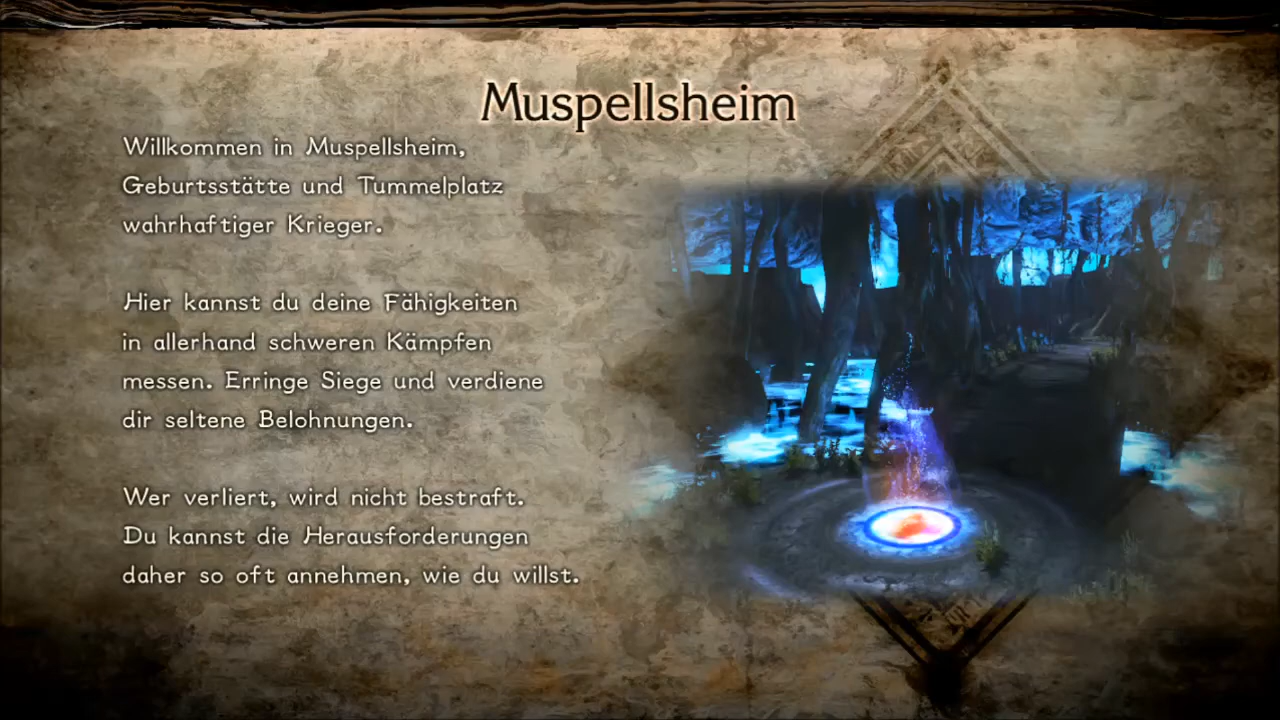 Muspellsheim
Willkommen in Muspellsheim,
Geburtsstätte und Tummelplatz
wahrhaftiger Krieger.
Hier kannst du deine Fähigkeiten
in allerhand schweren Kämpfen
messen. Erringe Siege und verdiene
dir seltene Belohnungen.
Wer verliert, wird nicht bestraft.
Du kannst die Herausforderungen
daher so oft annehmen, wie du willst.